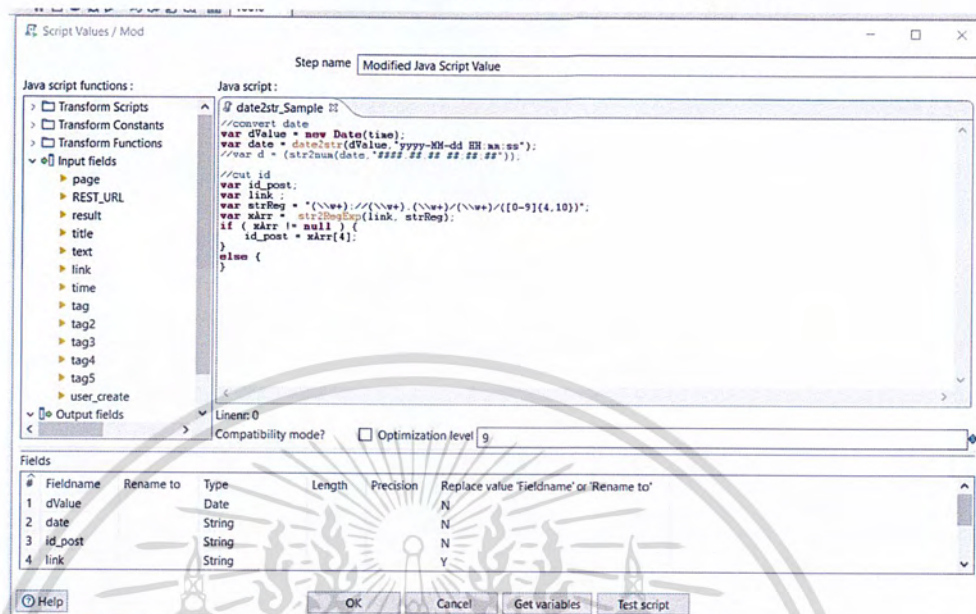 Script Values / Mod
Step name Modified Java Script Value
Java script functions :
Java script :
Transform Scripts
Transform Constants
Transform Functions
Input fields
page
REST_URL
result
title
text
link
time
tag
tag2
tag3
tag4
tag5
user_create
Output fields
date2str_Sample
//convert date
var dValue = new Date(time);
var date = date2str(dValue,"yyyy-MM-dd HH:mm:ss");
//var d = (str2num(date,"####.##.## ##.##.##")).
//cut id
var id_post;
var link ;
var strReg = "(\\w+)://(\\w+).(\\w+)/(\\w+)/([0-9]{4,10})";
var xArr = str2RegExp(link, strReg);
if ( xArr != null ) {
id_post = xArr[4];
}
else {
}
Linenr: 0
Compatibility mode? Optimization level 9
Fields
# Fieldname Rename to Type Length Precision Replace value 'Fieldname' or 'Rename to'
1 dValue Date N
2 date String N
3 id_post String N
4 link String Y
Help OK Cancel Get variables Test script